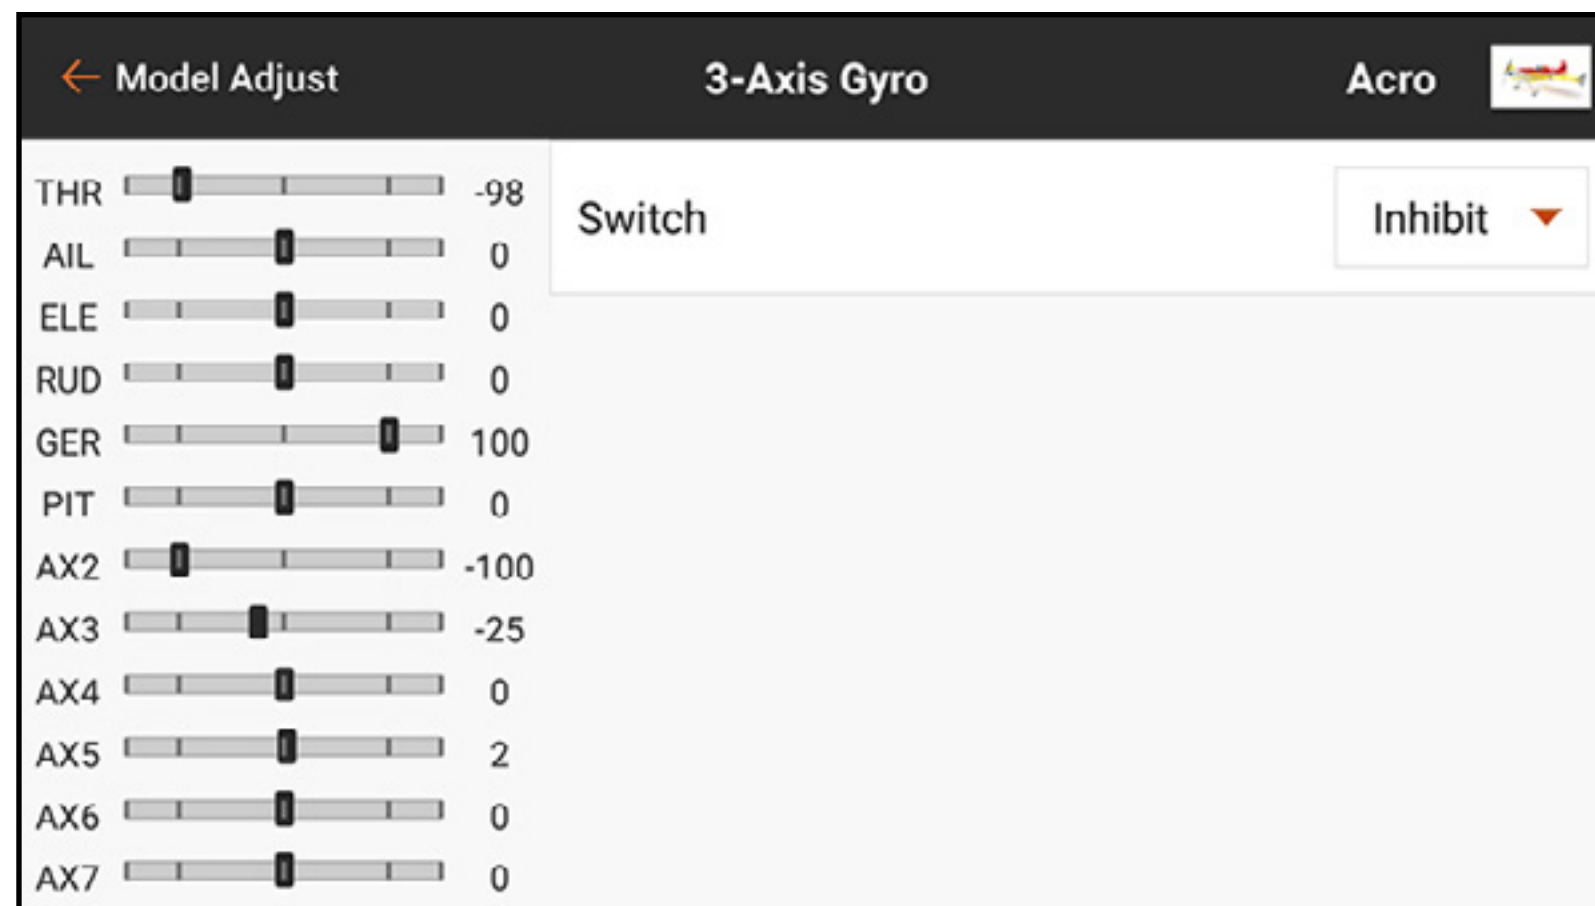 ← Model Adjust 3-Axis Gyro Acro
THR -98
AIL 0
ELE 0
RUD 0
GER 100
PIT 0
AX2 -100
AX3 -25
AX4 0
AX5 2
AX6 0
AX7 0
Switch Inhibit